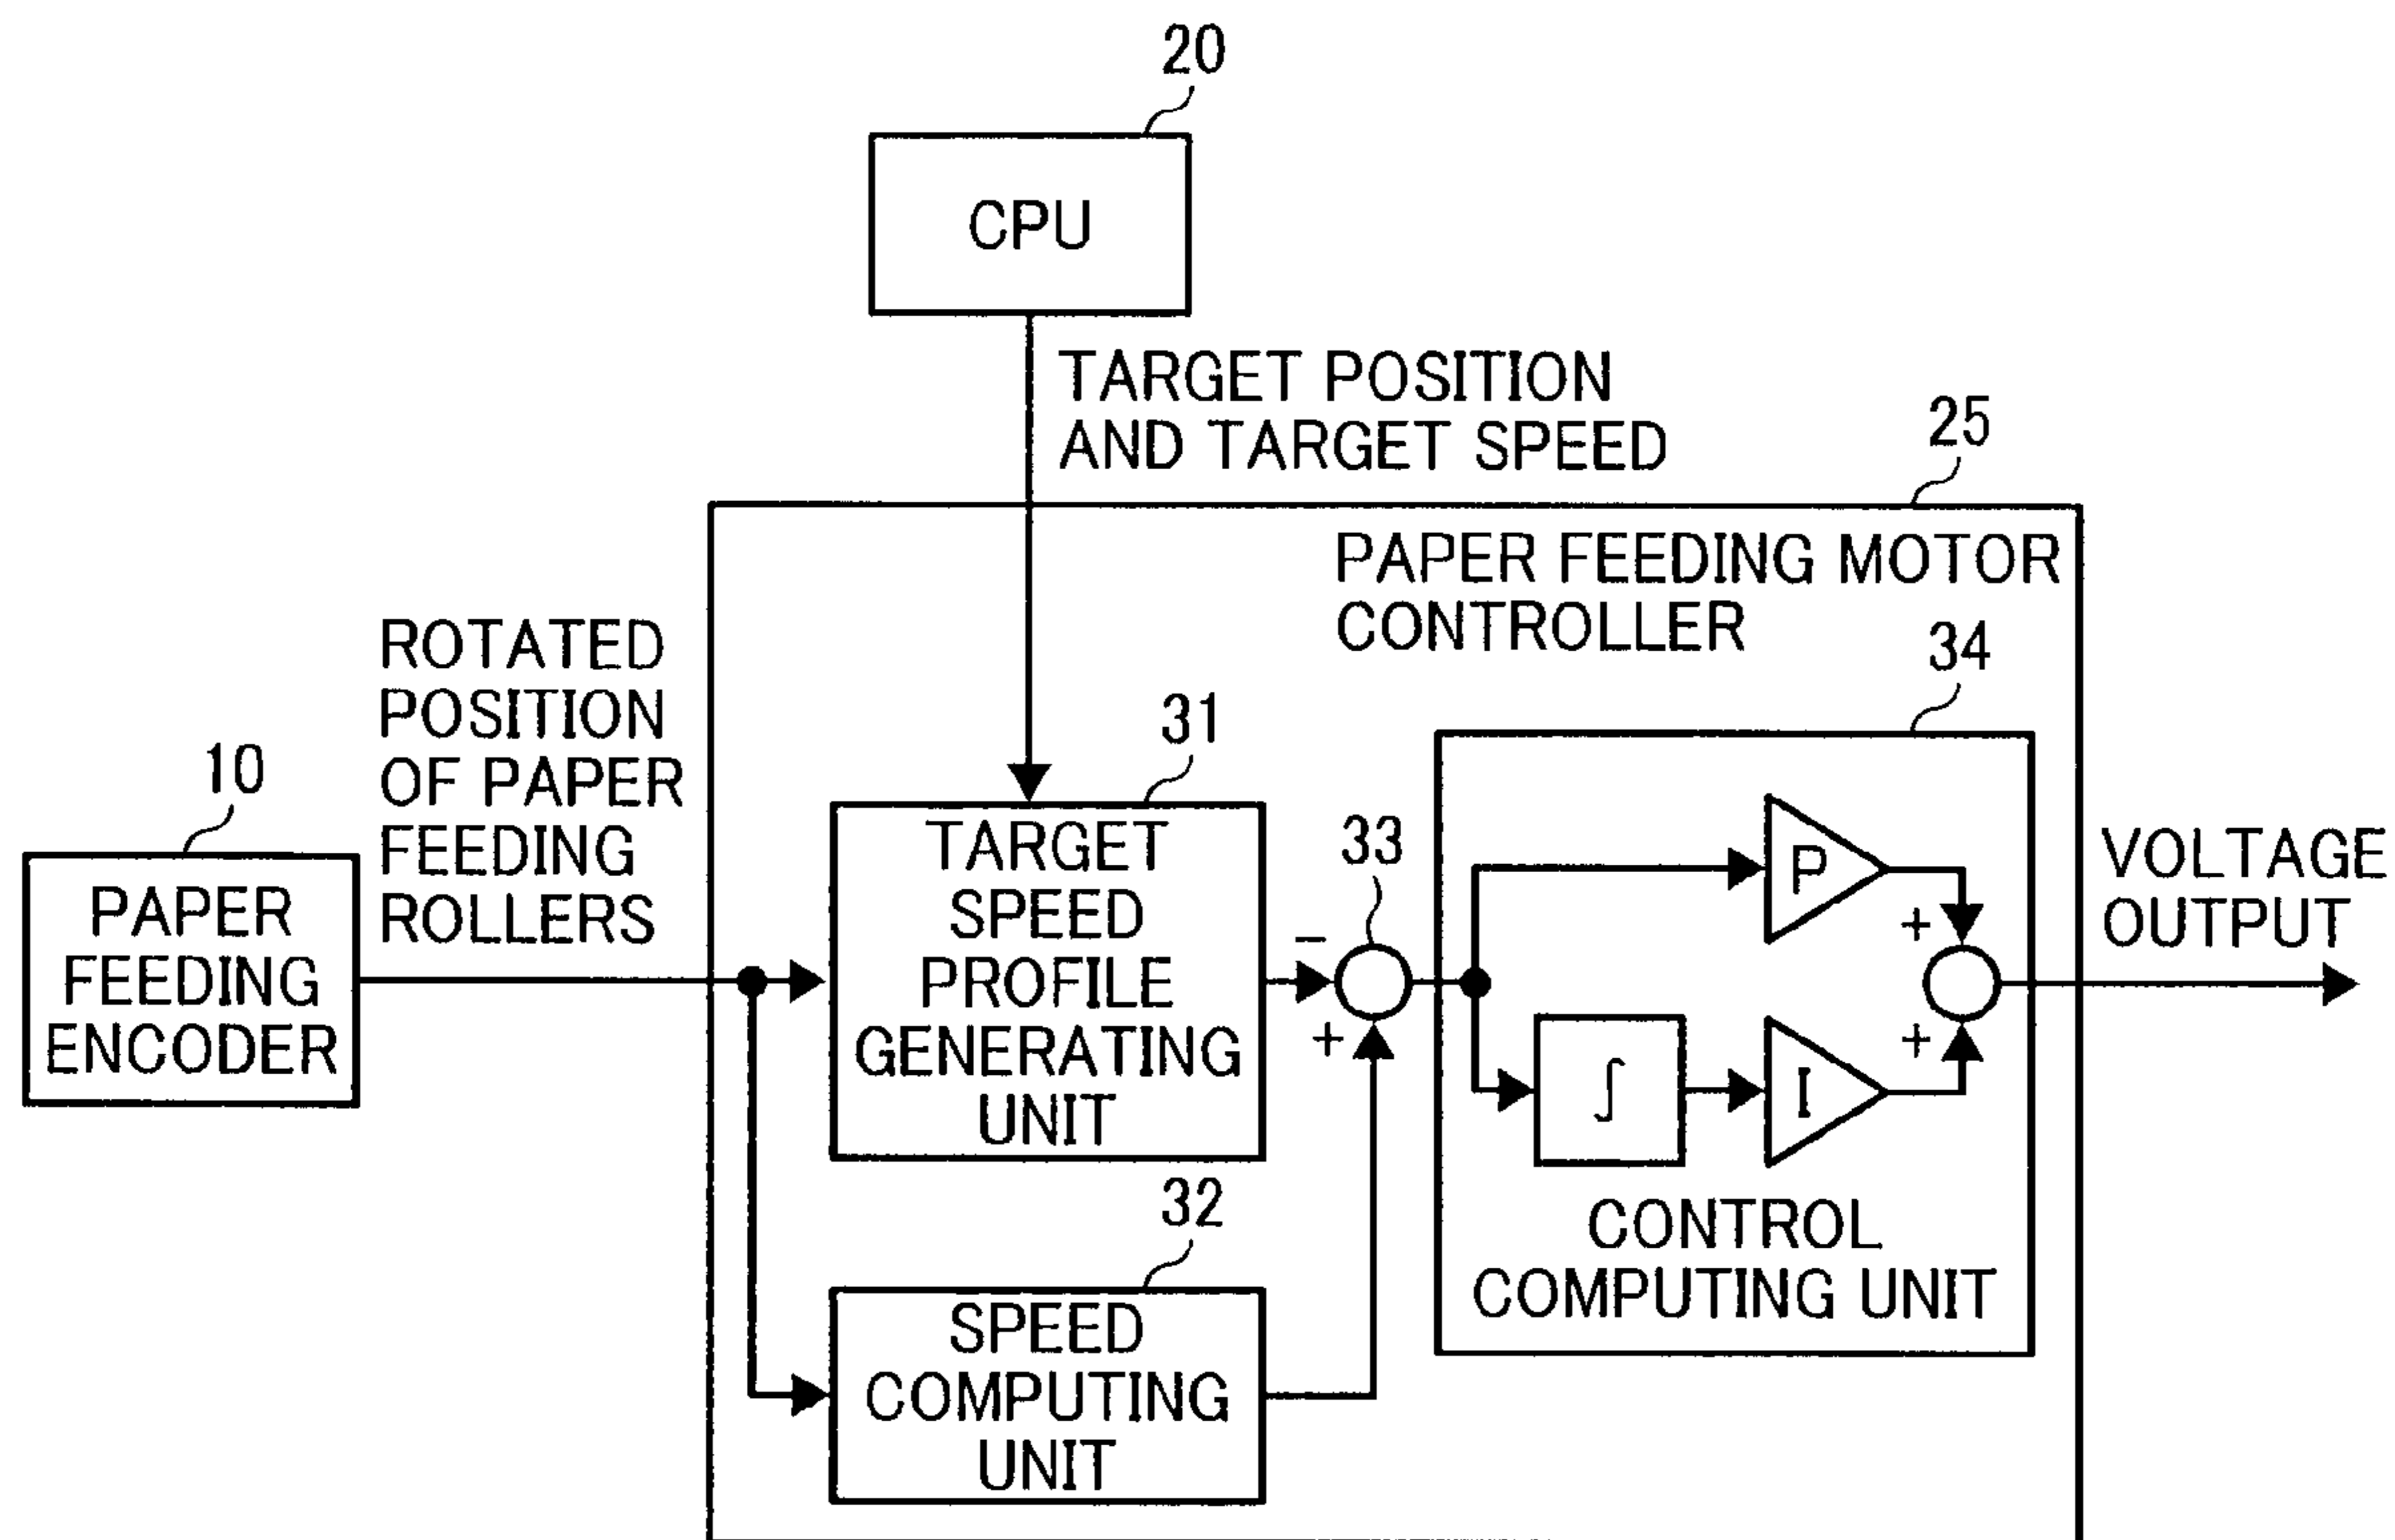 20
CPU
TARGET POSITION
AND TARGET SPEED
25
PAPER FEEDING MOTOR
CONTROLLER
ROTATED
POSITION
OF PAPER
FEEDING
ROLLERS
10
PAPER
FEEDING
ENCODER
31
TARGET
SPEED
PROFILE
GENERATING
UNIT
32
SPEED
COMPUTING
UNIT
33
−
+
34
P
∫
I
+
+
CONTROL
COMPUTING UNIT
VOLTAGE
OUTPUT